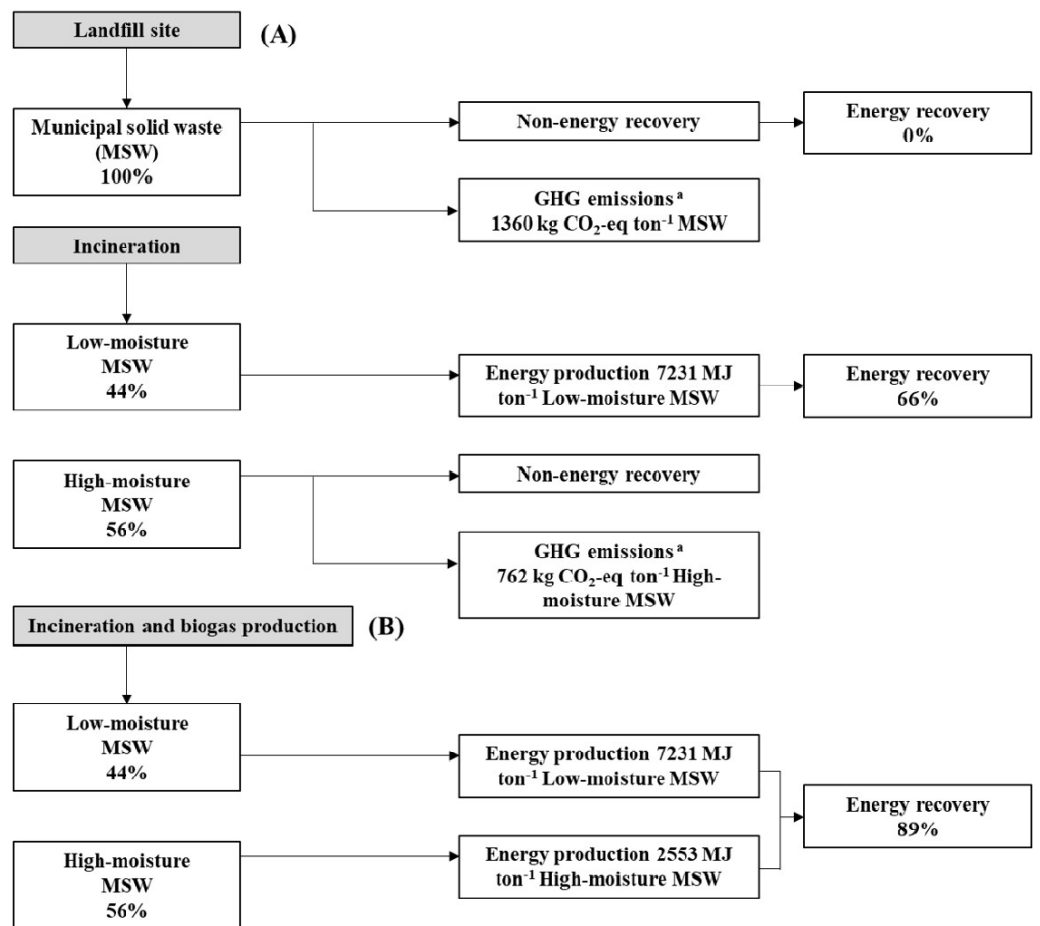 Landfill site
(A)
Municipal solid waste
(MSW)
100%
Non-energy recovery
Energy recovery
0%
GHG emissions ᵃ
1360 kg CO₂-eq ton⁻¹ MSW
Incineration
Low-moisture
MSW
44%
Energy production 7231 MJ
ton⁻¹ Low-moisture MSW
Energy recovery
66%
High-moisture
MSW
56%
Non-energy recovery
GHG emissions ᵃ
762 kg CO₂-eq ton⁻¹ High-
moisture MSW
Incineration and biogas production
(B)
Low-moisture
MSW
44%
Energy production 7231 MJ
ton⁻¹ Low-moisture MSW
Energy recovery
89%
High-moisture
MSW
56%
Energy production 2553 MJ
ton⁻¹ High-moisture MSW